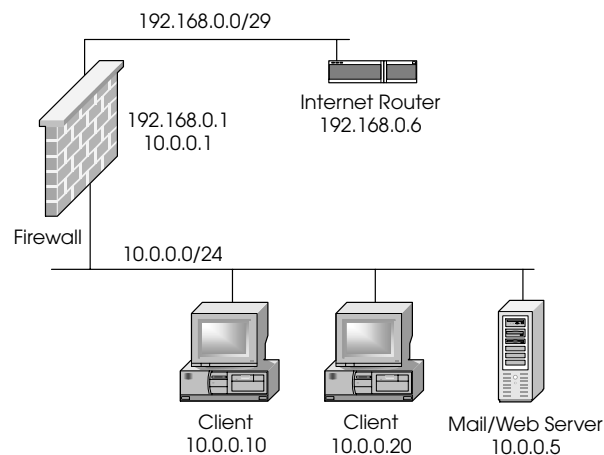 192.168.0.0/29
Internet Router
192.168.0.6
192.168.0.1
10.0.0.1
Firewall
10.0.0.0/24
Client
10.0.0.10
Client
10.0.0.20
Mail/Web Server
10.0.0.5